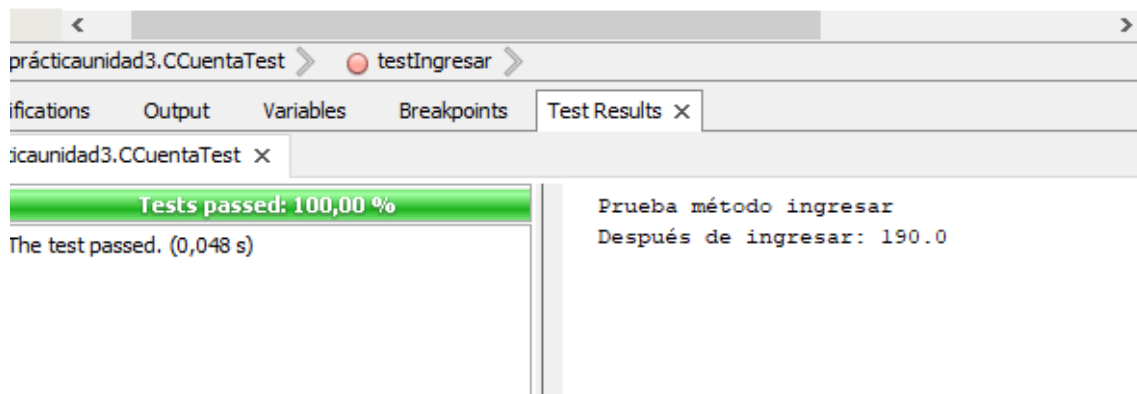 prácticaunidad3.CCuentaTest testIngresar
ifications Output Variables Breakpoints Test Results
icaunidad3.CCuentaTest
Tests passed: 100,00 %
The test passed. (0,048 s)
Prueba método ingresar
Después de ingresar: 190.0